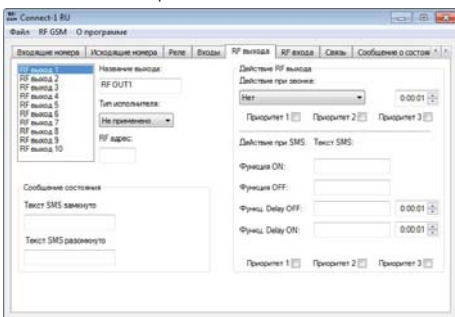 Connect-1 RU
Файл RF GSM О программе
Входящие номера Исходящие номера Реле Входы RF выхода RF входа Связь Сообщение о состоя
RF выход 1
RF выход 2
RF выход 3
RF выход 4
RF выход 5
RF выход 6
RF выход 7
RF выход 8
RF выход 9
RF выход 10
Название выхода:
RF OUT1
Тип исполнителя:
Не применено
RF адрес:
Сообщение состояния
Текст SMS замкнуто
Текст SMS разомкнуто
Действие RF выхода
Действие при звонке:
Нет 0:00:01
Приоритет 1 Приоритет 2 Приоритет 3
Действие при SMS: Текст SMS:
Функция ON:
Функция OFF:
Функц. Delay OFF: 0:00:01
Функц. Delay ON: 0:00:01
Приоритет 1 Приоритет 2 Приоритет 3